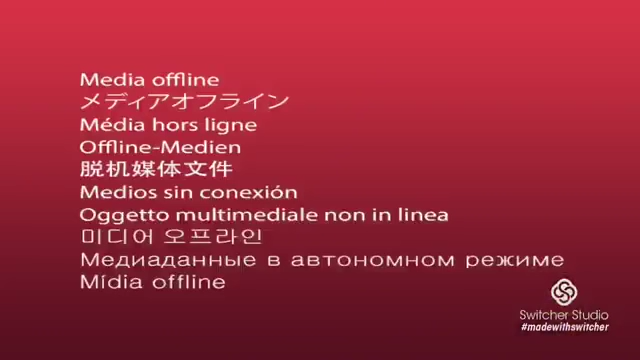 Media offline
メディアオフライン
Média hors ligne
Offline-Medien
脱机媒体文件
Medios sin conexión
Oggetto multimediale non in linea
미디어 오프라인
Медиаданные в автономном режиме
Mídia offline
Switcher Studio
#madewithswitcher